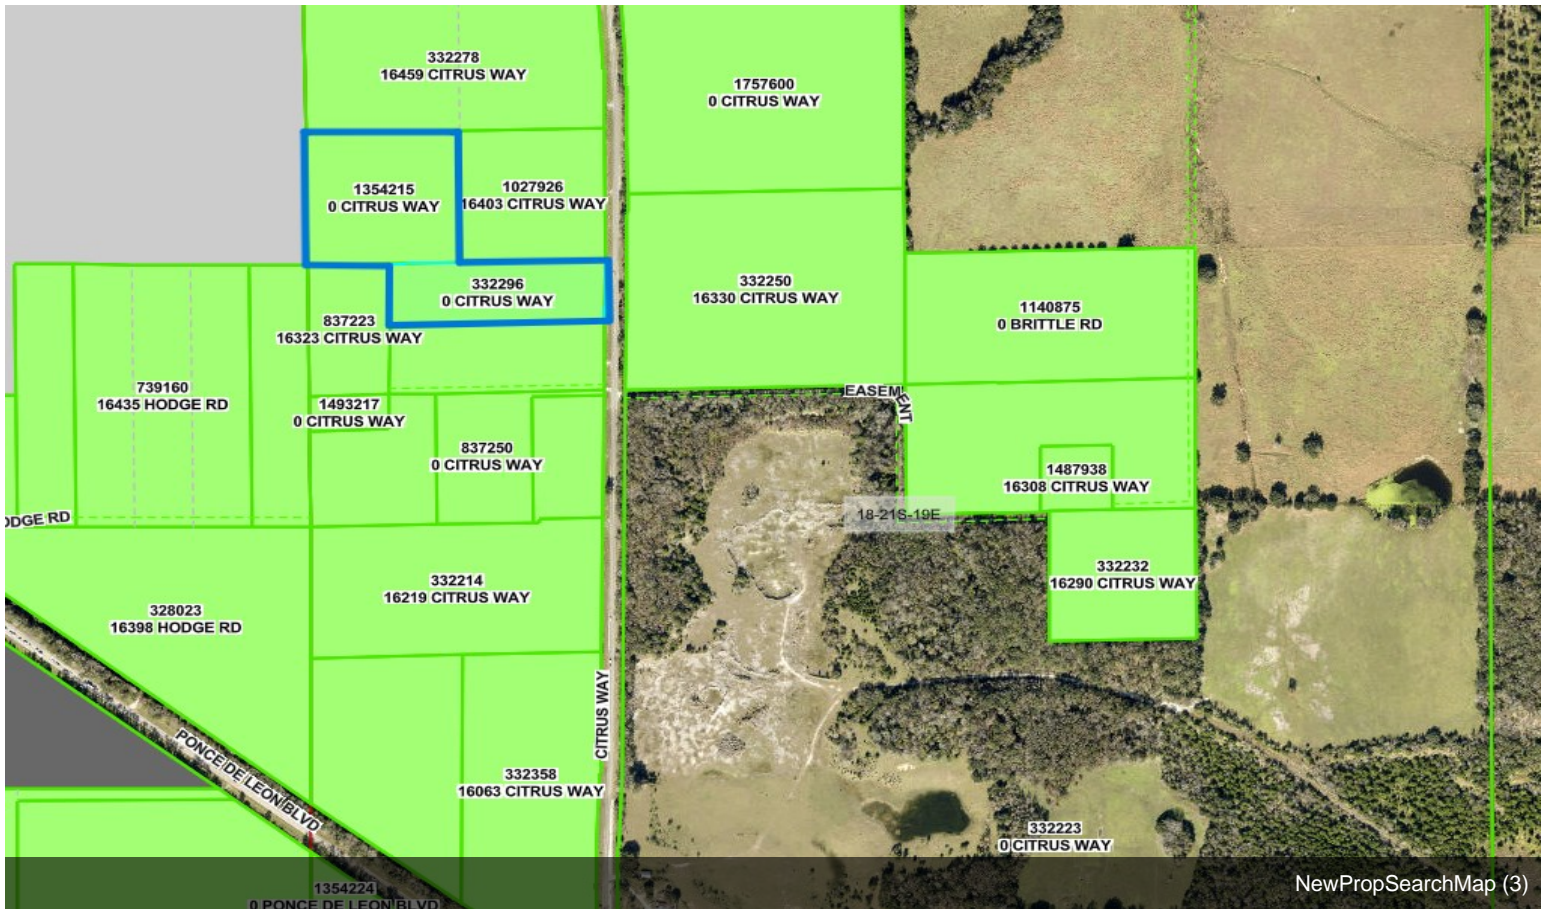 332278
16459 CITRUS WAY
1757600
0 CITRUS WAY
1354215
0 CITRUS WAY
1027926
16403 CITRUS WAY
332296
0 CITRUS WAY
332250
16330 CITRUS WAY
1140875
0 BRITTLE RD
837223
16323 CITRUS WAY
739160
16435 HODGE RD
EASEMENT
1493217
0 CITRUS WAY
837250
0 CITRUS WAY
1487938
16308 CITRUS WAY
ODGE RD
18-21S-19E
332214
16219 CITRUS WAY
332232
16290 CITRUS WAY
328023
16398 HODGE RD
CITRUS WAY
PONCE DE LEON BLVD
332358
16063 CITRUS WAY
332223
0 CITRUS WAY
1354224
0 PONCE DE LEON BLVD
NewPropSearchMap (3)